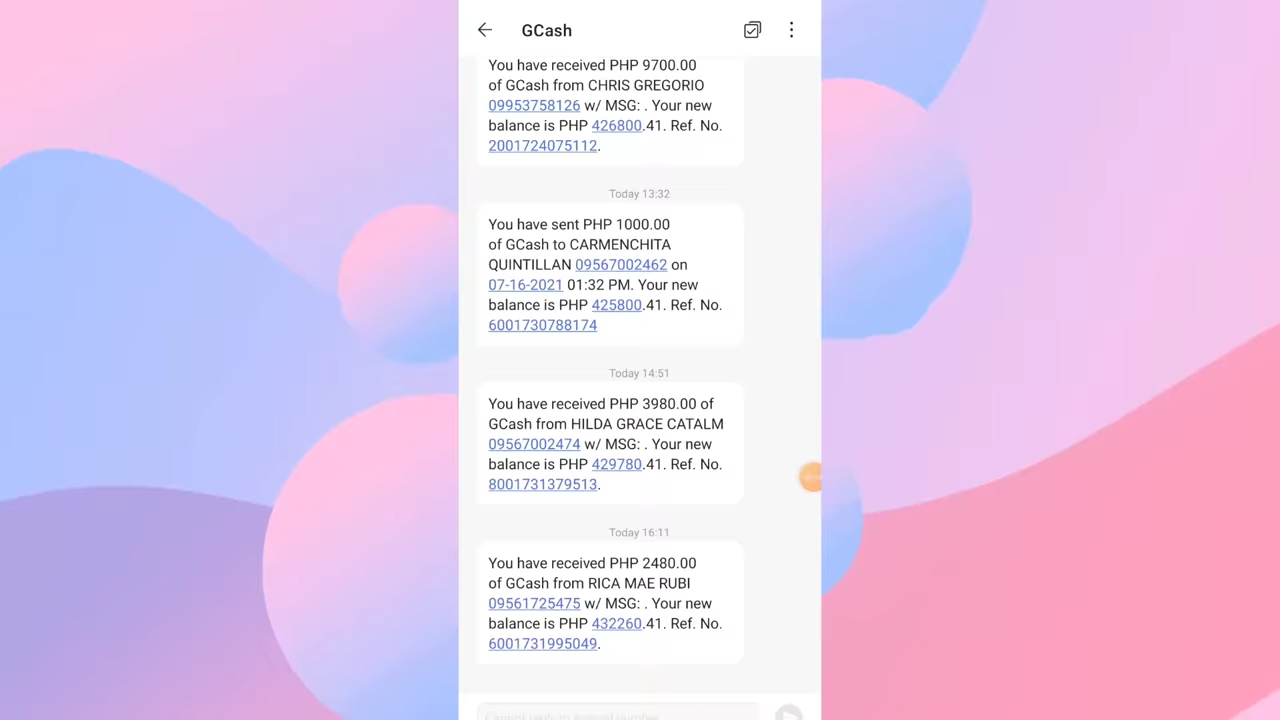 GCash
You have received PHP 9700.00
of GCash from CHRIS GREGORIO
09953758126 w/ MSG: . Your new
balance is PHP 426800.41. Ref. No.
2001724075112.
Today 13:32
You have sent PHP 1000.00
of GCash to CARMENCHITA
QUINTILLAN 09567002462 on
07-16-2021 01:32 PM. Your new
balance is PHP 425800.41. Ref. No.
6001730788174
Today 14:51
You have received PHP 3980.00 of
GCash from HILDA GRACE CATALM
09567002474 w/ MSG: . Your new
balance is PHP 429780.41. Ref. No.
8001731379513.
Today 16:11
You have received PHP 2480.00
of GCash from RICA MAE RUBI
09561725475 w/ MSG: . Your new
balance is PHP 432260.41. Ref. No.
6001731995049.